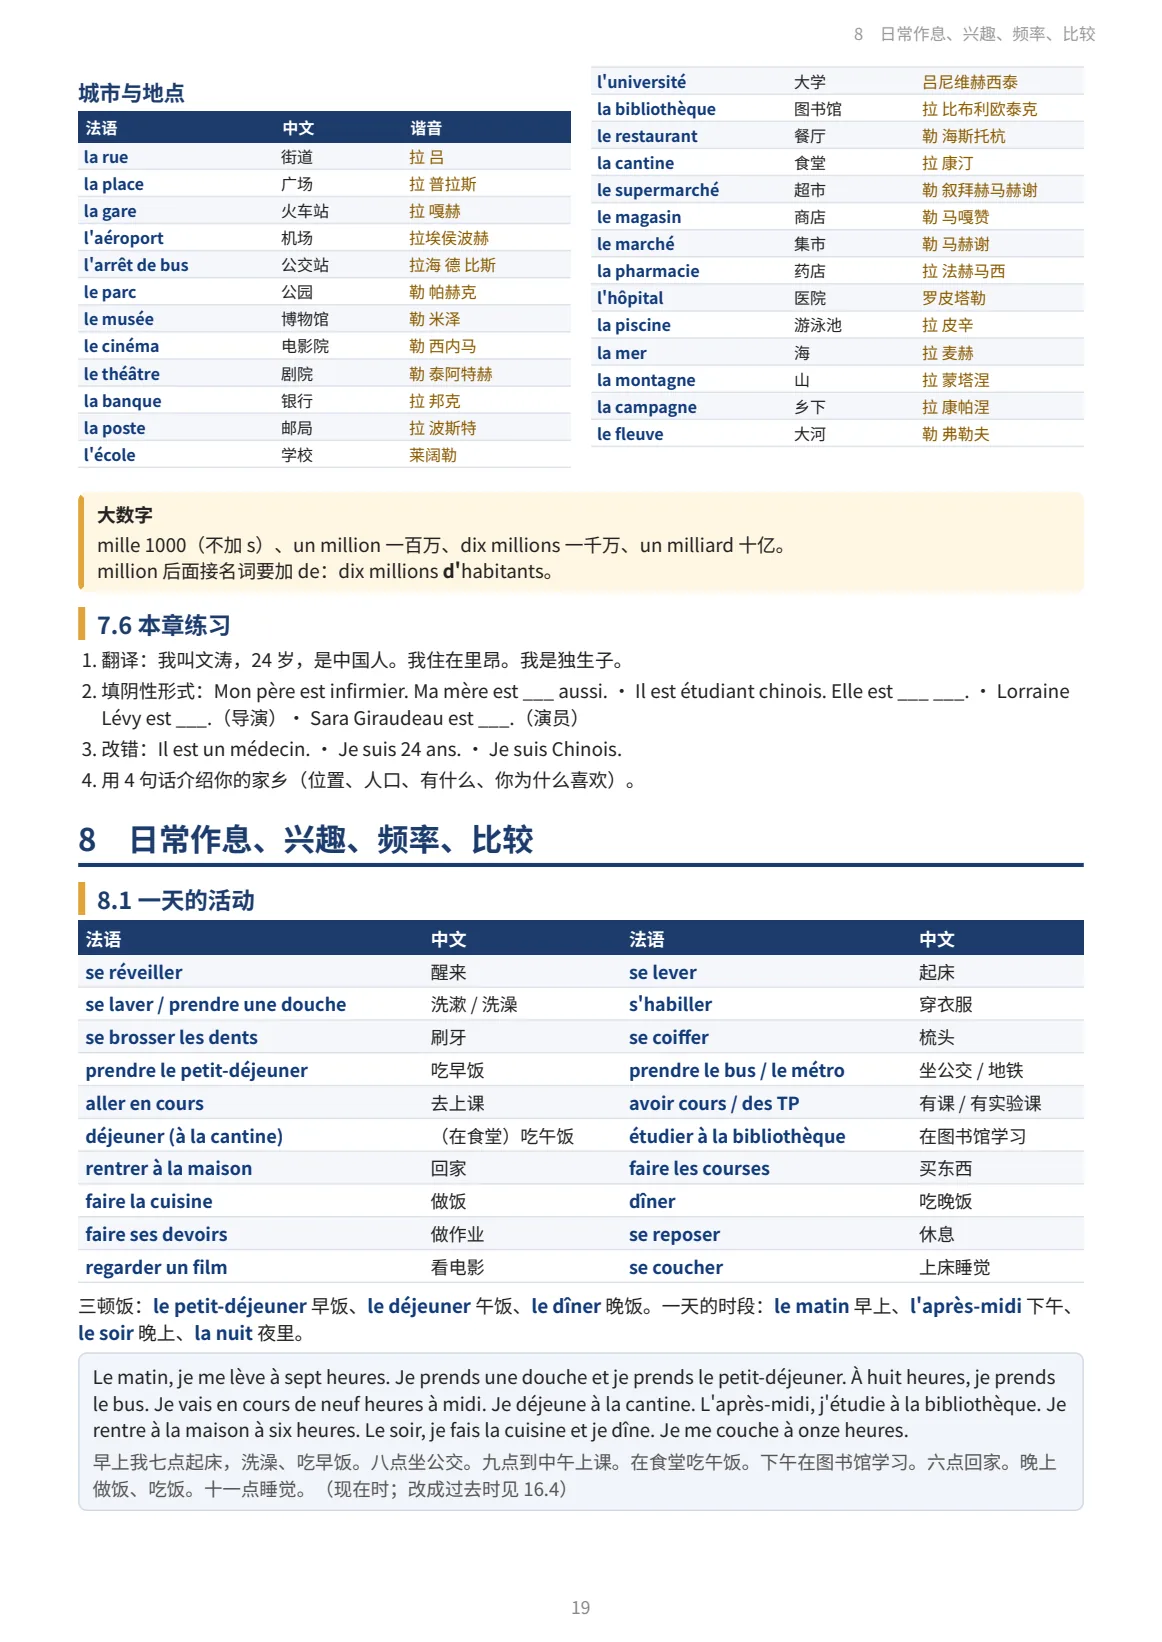 8 日常作息、兴趣、频率、比较
城市与地点
法语 中文 谐音
la rue 街道 拉 吕
la place 广场 拉 普拉斯
la gare 火车站 拉 嘎赫
l'aéroport 机场 拉埃侯波赫
l'arrêt de bus 公交站 拉海 德 比斯
le parc 公园 勒 帕赫克
le musée 博物馆 勒 米泽
le cinéma 电影院 勒 西内马
le théâtre 剧院 勒 泰阿特赫
la banque 银行 拉 邦克
la poste 邮局 拉 波斯特
l'école 学校 莱阔勒
l'université 大学 吕尼维赫西泰
la bibliothèque 图书馆 拉 比布利欧泰克
le restaurant 餐厅 勒 海斯托杭
la cantine 食堂 拉 康汀
le supermarché 超市 勒 叙拜赫马赫谢
le magasin 商店 勒 马嘎赞
le marché 集市 勒 马赫谢
la pharmacie 药店 拉 法赫马西
l'hôpital 医院 罗皮塔勒
la piscine 游泳池 拉 皮辛
la mer 海 拉 麦赫
la montagne 山 拉 蒙塔涅
la campagne 乡下 拉 康帕涅
le fleuve 大河 勒 弗勒夫
大数字
mille 1000（不加 s）、un million 一百万、dix millions 一千万、un milliard 十亿。
million 后面接名词要加 de：dix millions d'habitants。
7.6 本章练习
1. 翻译：我叫文涛，24 岁，是中国人。我住在里昂。我是独生子。
2. 填阴性形式：Mon père est infirmier. Ma mère est ___ aussi. • Il est étudiant chinois. Elle est ___ ___. • Lorraine
Lévy est ___.（导演）• Sara Giraudeau est ___.（演员）
3. 改错：Il est un médecin. • Je suis 24 ans. • Je suis Chinois.
4. 用 4 句话介绍你的家乡（位置、人口、有什么、你为什么喜欢）。
8 日常作息、兴趣、频率、比较
8.1 一天的活动
法语 中文 法语 中文
se réveiller 醒来 se lever 起床
se laver / prendre une douche 洗漱 / 洗澡 s'habiller 穿衣服
se brosser les dents 刷牙 se coiffer 梳头
prendre le petit-déjeuner 吃早饭 prendre le bus / le métro 坐公交 / 地铁
aller en cours 去上课 avoir cours / des TP 有课 / 有实验课
déjeuner (à la cantine) （在食堂）吃午饭 étudier à la bibliothèque 在图书馆学习
rentrer à la maison 回家 faire les courses 买东西
faire la cuisine 做饭 dîner 吃晚饭
faire ses devoirs 做作业 se reposer 休息
regarder un film 看电影 se coucher 上床睡觉
三顿饭：le petit-déjeuner 早饭、le déjeuner 午饭、le dîner 晚饭。一天的时段：le matin 早上、l'après-midi 下午、
le soir 晚上、la nuit 夜里。
Le matin, je me lève à sept heures. Je prends une douche et je prends le petit-déjeuner. À huit heures, je prends
le bus. Je vais en cours de neuf heures à midi. Je déjeune à la cantine. L'après-midi, j'étudie à la bibliothèque. Je
rentre à la maison à six heures. Le soir, je fais la cuisine et je dîne. Je me couche à onze heures.
早上我七点起床，洗澡、吃早饭。八点坐公交。九点到中午上课。在食堂吃午饭。下午在图书馆学习。六点回家。晚上
做饭、吃饭。十一点睡觉。（现在时；改成过去时见 16.4）
19